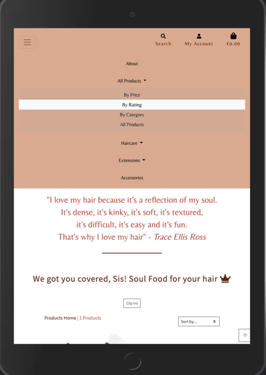 Search
My Account
€0.00
About
All Products
By Price
By Rating
By Category
All Products
Haircare
Extensions
Accessories
"I love my hair because it's a reflection of my soul.
It's dense, it's kinky, it's soft, it's textured,
it's difficult, it's easy and it's fun.
That's why I love my hair" - Trace Ellis Ross
We got you covered, Sis! Soul Food for your hair
Products Home | 1 Products
Sort by...